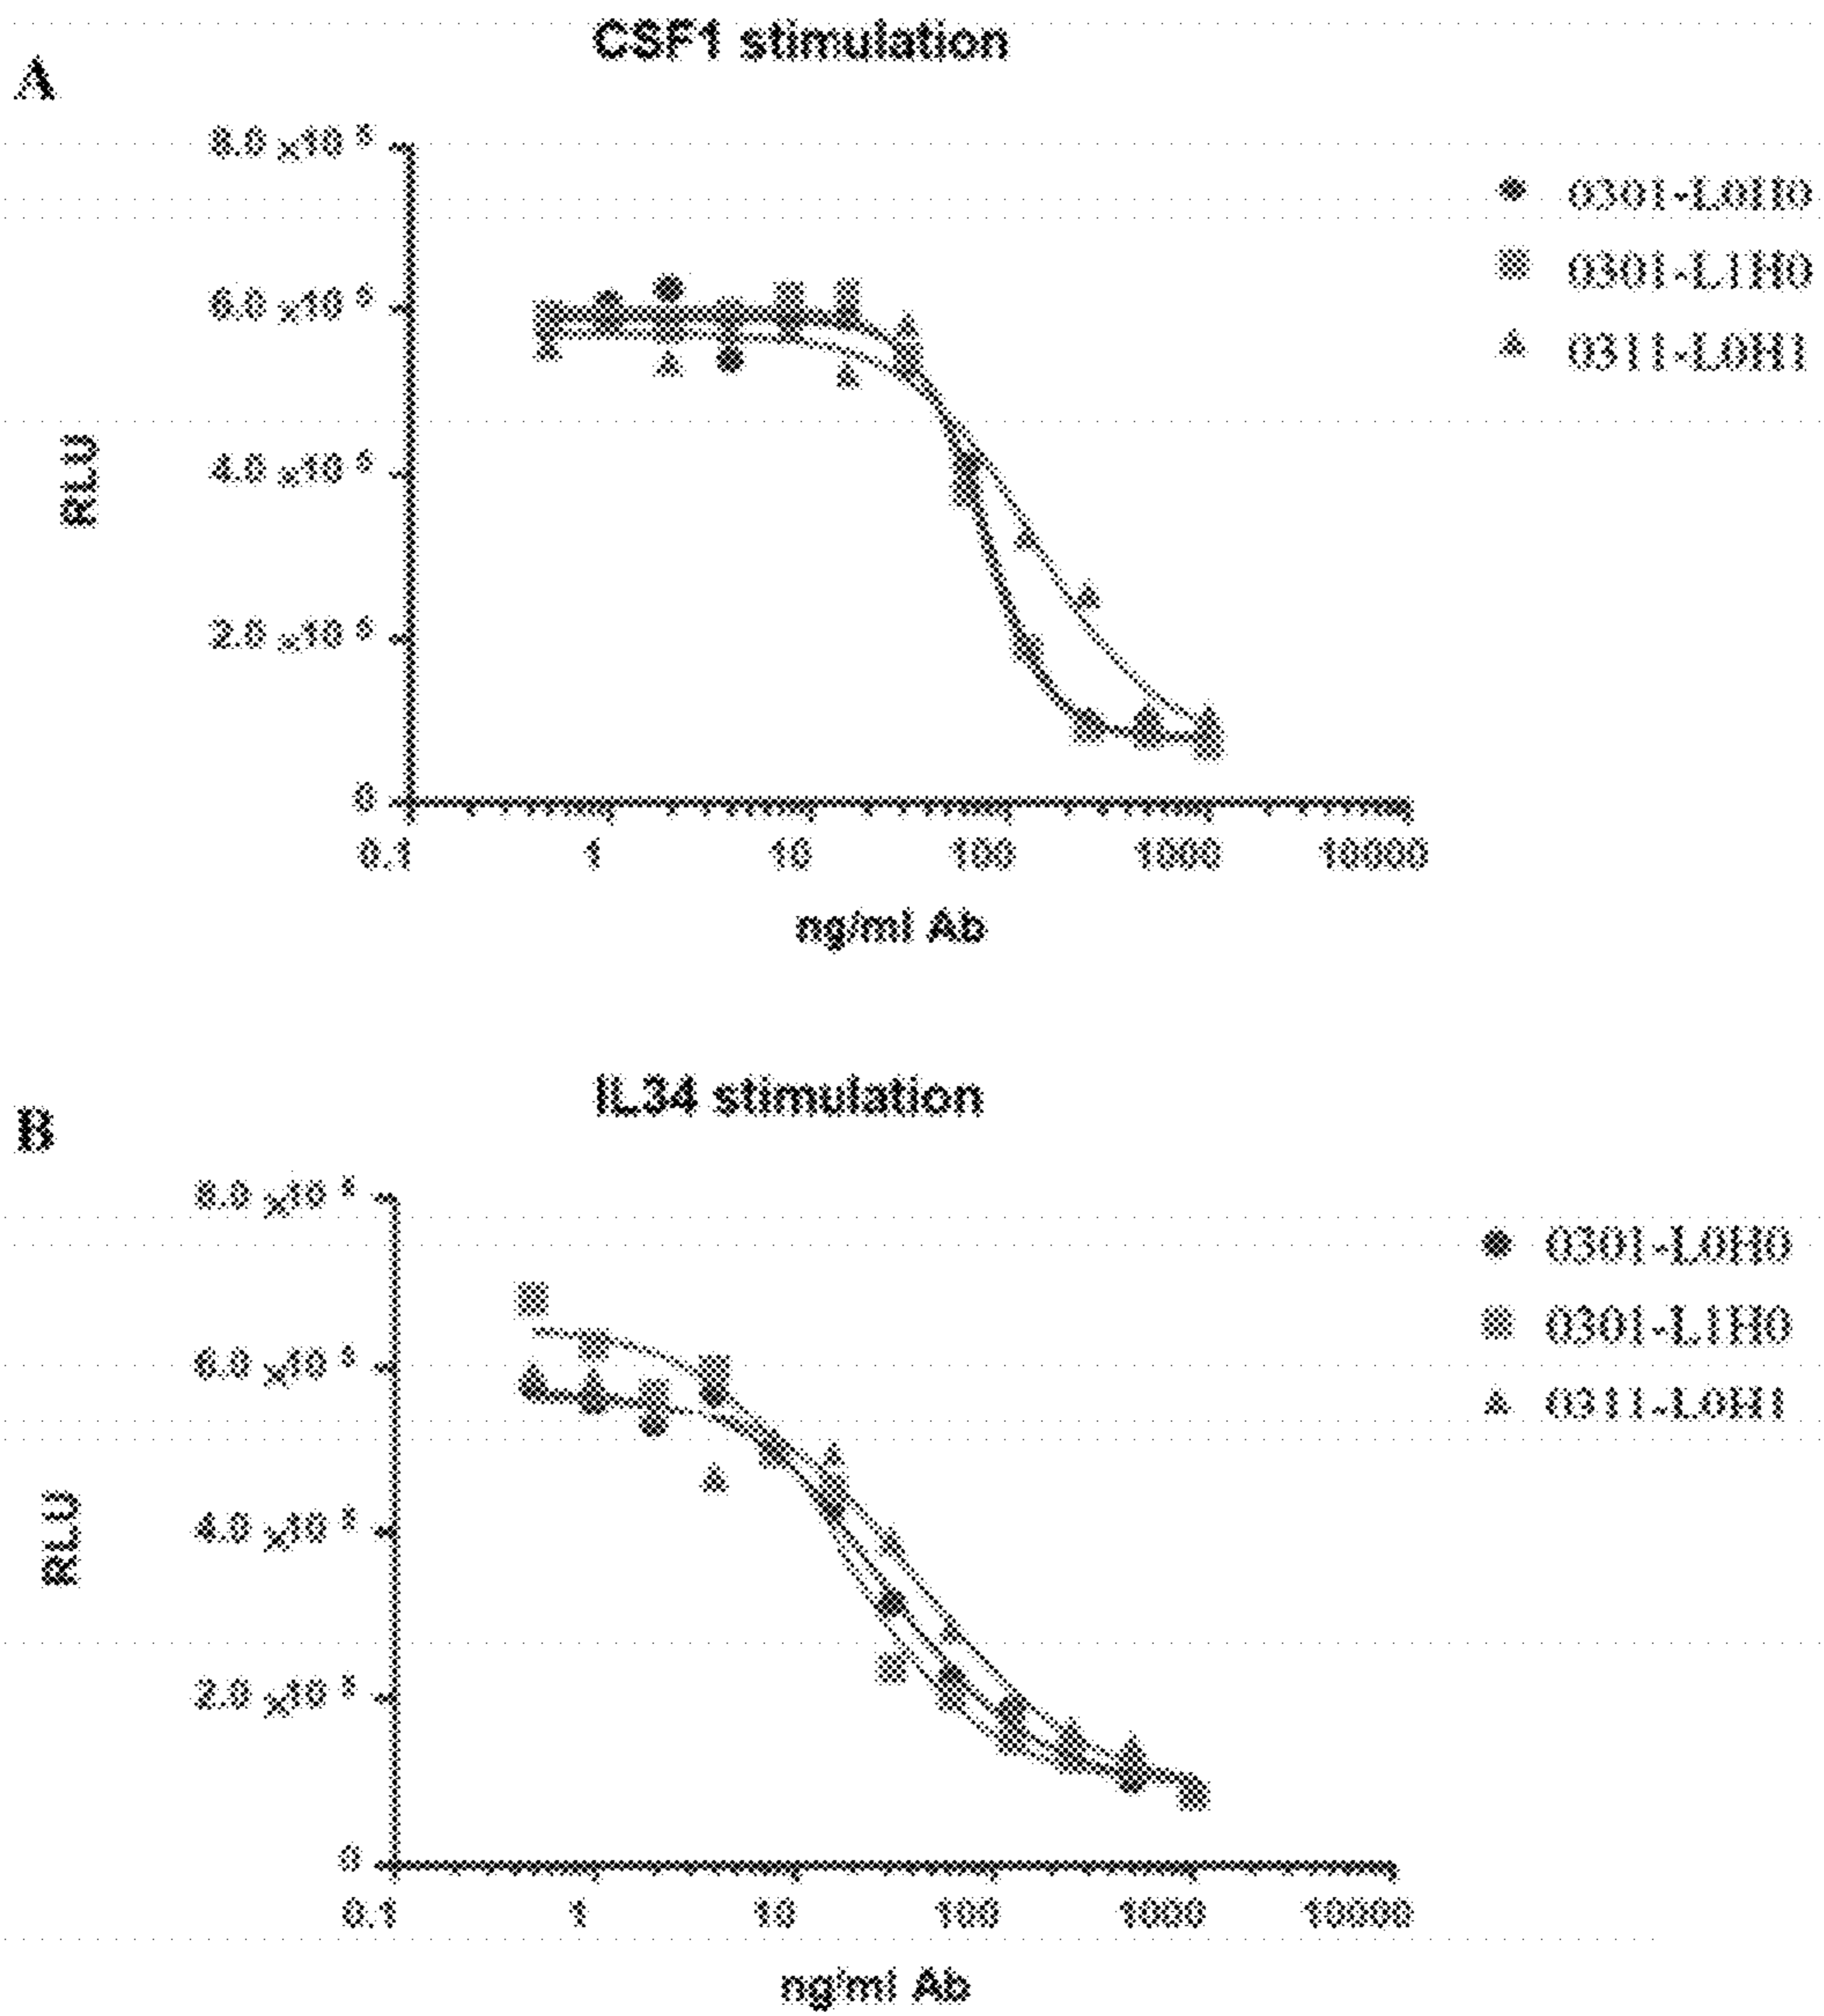 CSF1 stimulation
A
8.0 x10 5
0301-L0H0
0301-L1H0
6.0 x10 5
0311-L0H1
RLU
4.0 x10 5
2.0 x10 5
0
0.1 1 10 100 1000 10000
ng/ml Ab
IL34 stimulation
B
8.0 x10 5
0301-L0H0
0301-L1H0
6.0 x10 5
0311-L0H1
RLU
4.0 x10 5
2.0 x10 5
0
0.1 1 10 100 1000 10000
ng/ml Ab